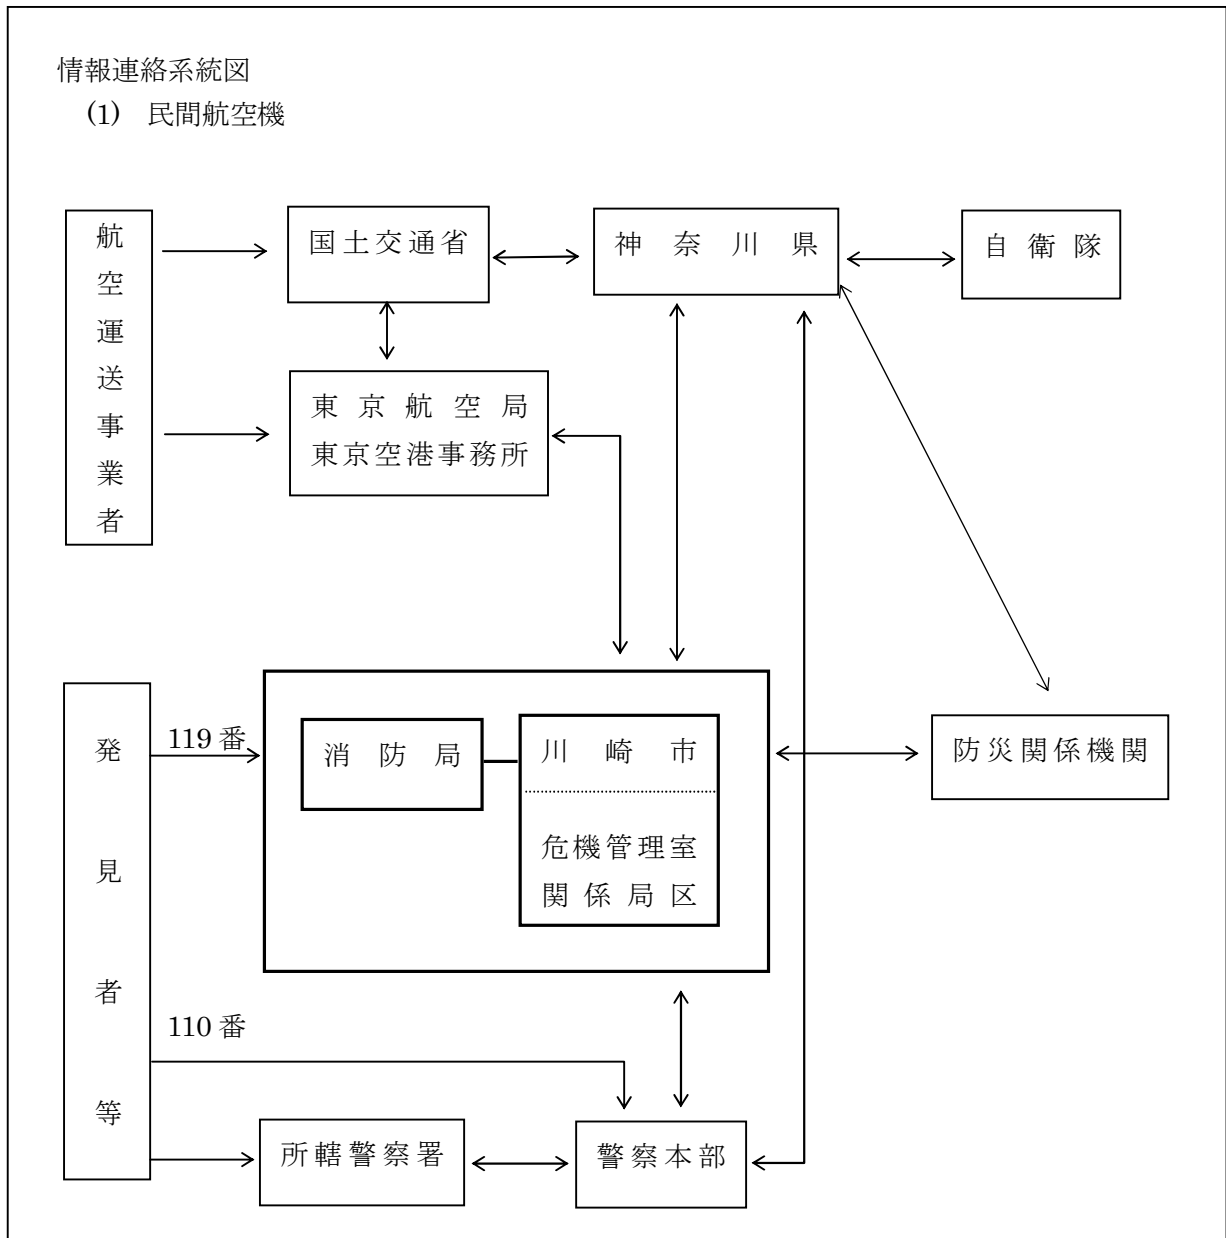 情報連絡系統図
(1) 民間航空機
航空運送事業者
国土交通省
神奈川県
自衛隊
東京航空局
東京空港事務所
発見者等
119番
消防局
川崎市
危機管理室
関係局区
防災関係機関
110番
所轄警察署
警察本部